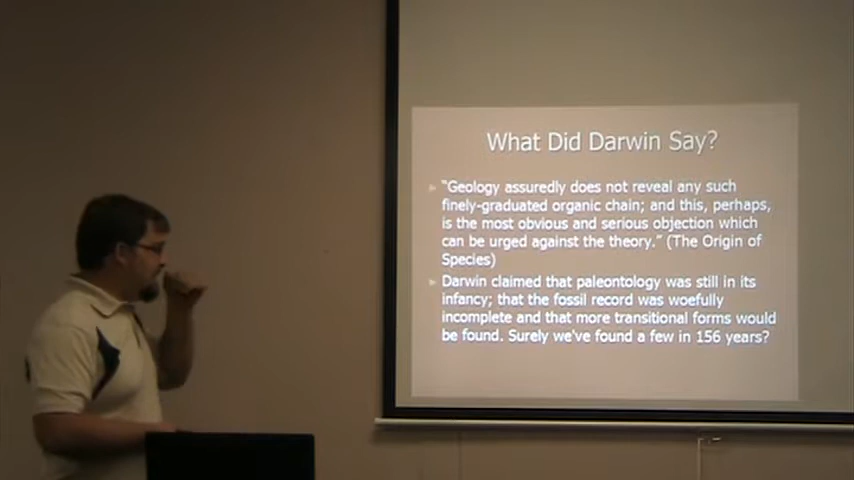 What Did Darwin Say?
"Geology assuredly does not reveal any such
finely-graduated organic chain; and this, perhaps,
is the most obvious and serious objection which
can be urged against the theory." (The Origin of
Species)
Darwin claimed that paleontology was still in its
infancy; that the fossil record was woefully
incomplete and that more transitional forms would
be found. Surely we've found a few in 156 years?